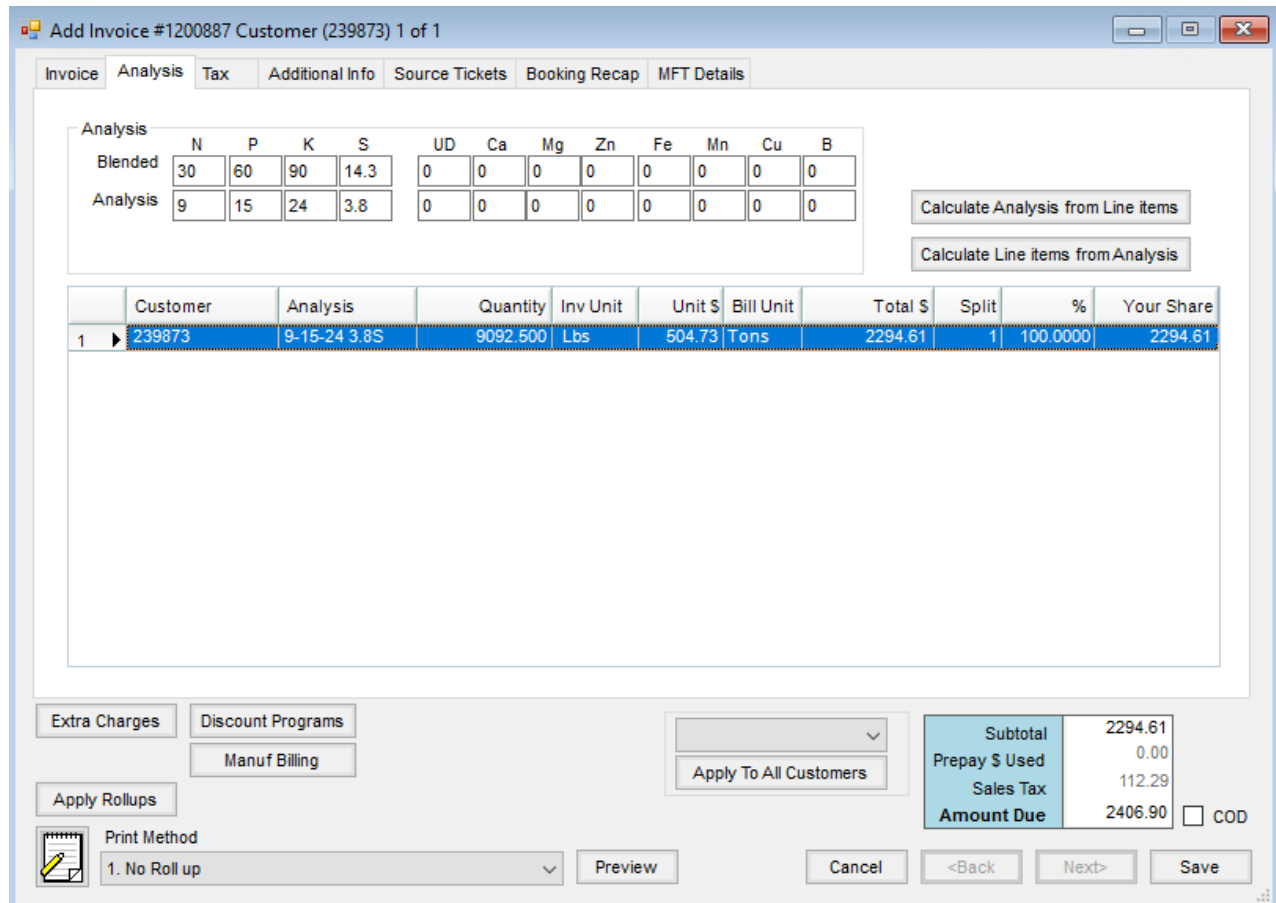 Add Invoice #1200887 Customer (239873) 1 of 1
Invoice Analysis Tax Additional Info Source Tickets Booking Recap MFT Details
Analysis
N P K S UD Ca Mg Zn Fe Mn Cu B
Blended 30 60 90 14.3 0 0 0 0 0 0 0 0
Analysis 9 15 24 3.8 0 0 0 0 0 0 0 0
Calculate Analysis from Line items
Calculate Line items from Analysis
Customer Analysis Quantity Inv Unit Unit $ Bill Unit Total $ Split % Your Share
1 239873 9-15-24 3.8S 9092.500 Lbs 504.73 Tons 2294.61 1 100.0000 2294.61
Extra Charges Discount Programs
Manuf Billing
Apply To All Customers
Subtotal 2294.61
Prepay $ Used 0.00
Sales Tax 112.29
Amount Due 2406.90 COD
Apply Rollups
Print Method
1. No Roll up Preview Cancel <Back Next> Save